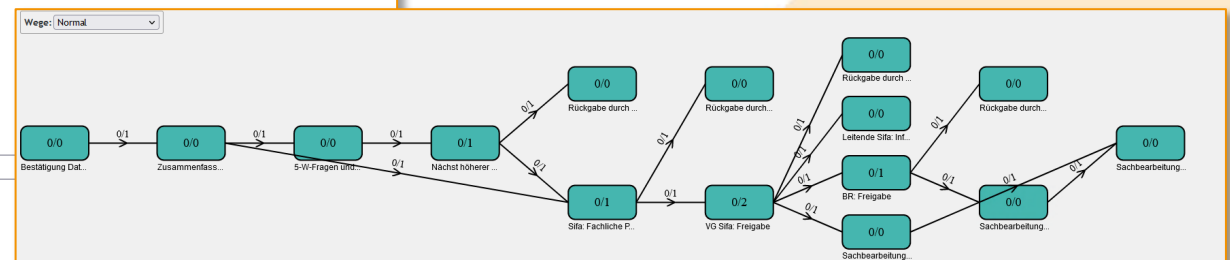 Wege: Normal
0/0
Bestätigung Dat...
0/1
0/0
Zusammenfass...
0/1
0/1
0/0
5-W-Fragen und...
0/1
0/1
Nächst höherer ...
0/1
0/1
0/0
Rückgabe durch ...
0/1
Sifa: Fachliche P...
0/1
0/1
0/0
Rückgabe durch...
0/2
VG Sifa: Freigabe
0/1
0/1
0/1
0/1
0/0
Rückgabe durch ...
0/0
Leitende Sifa: Inf...
0/1
BR: Freigabe
0/0
Sachbearbeitung...
0/1
0/1
0/1
0/0
Rückgabe durch...
0/0
Sachbearbeitung...
0/1
0/0
Sachbearbeitung...